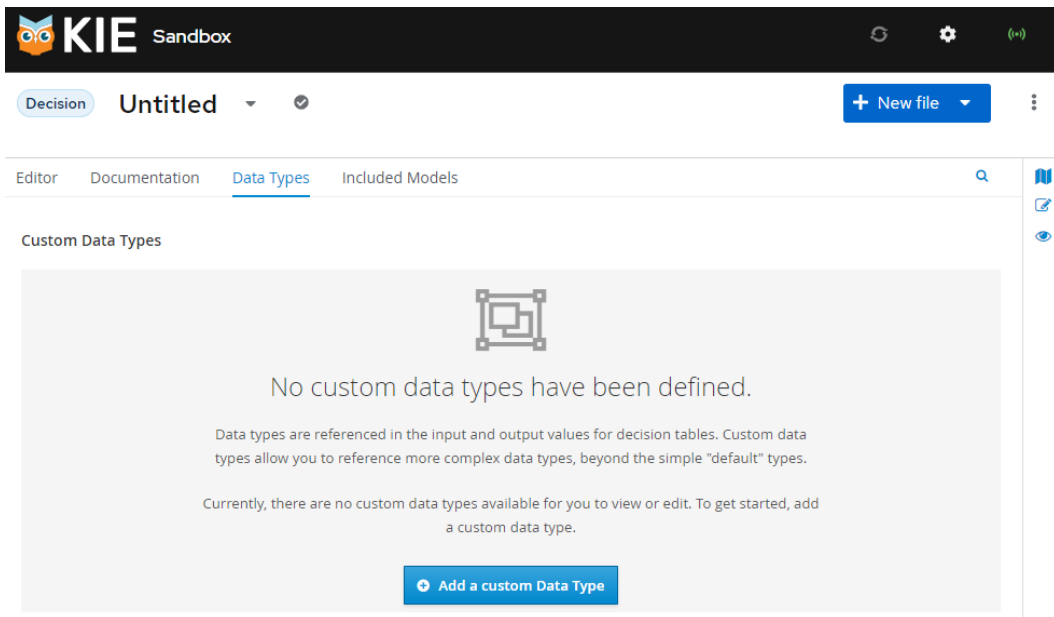 KIE Sandbox
Decision Untitled
New file
Editor Documentation Data Types Included Models
Custom Data Types
No custom data types have been defined.
Data types are referenced in the input and output values for decision tables. Custom data
types allow you to reference more complex data types, beyond the simple "default" types.
Currently, there are no custom data types available for you to view or edit. To get started, add
a custom data type.
Add a custom Data Type